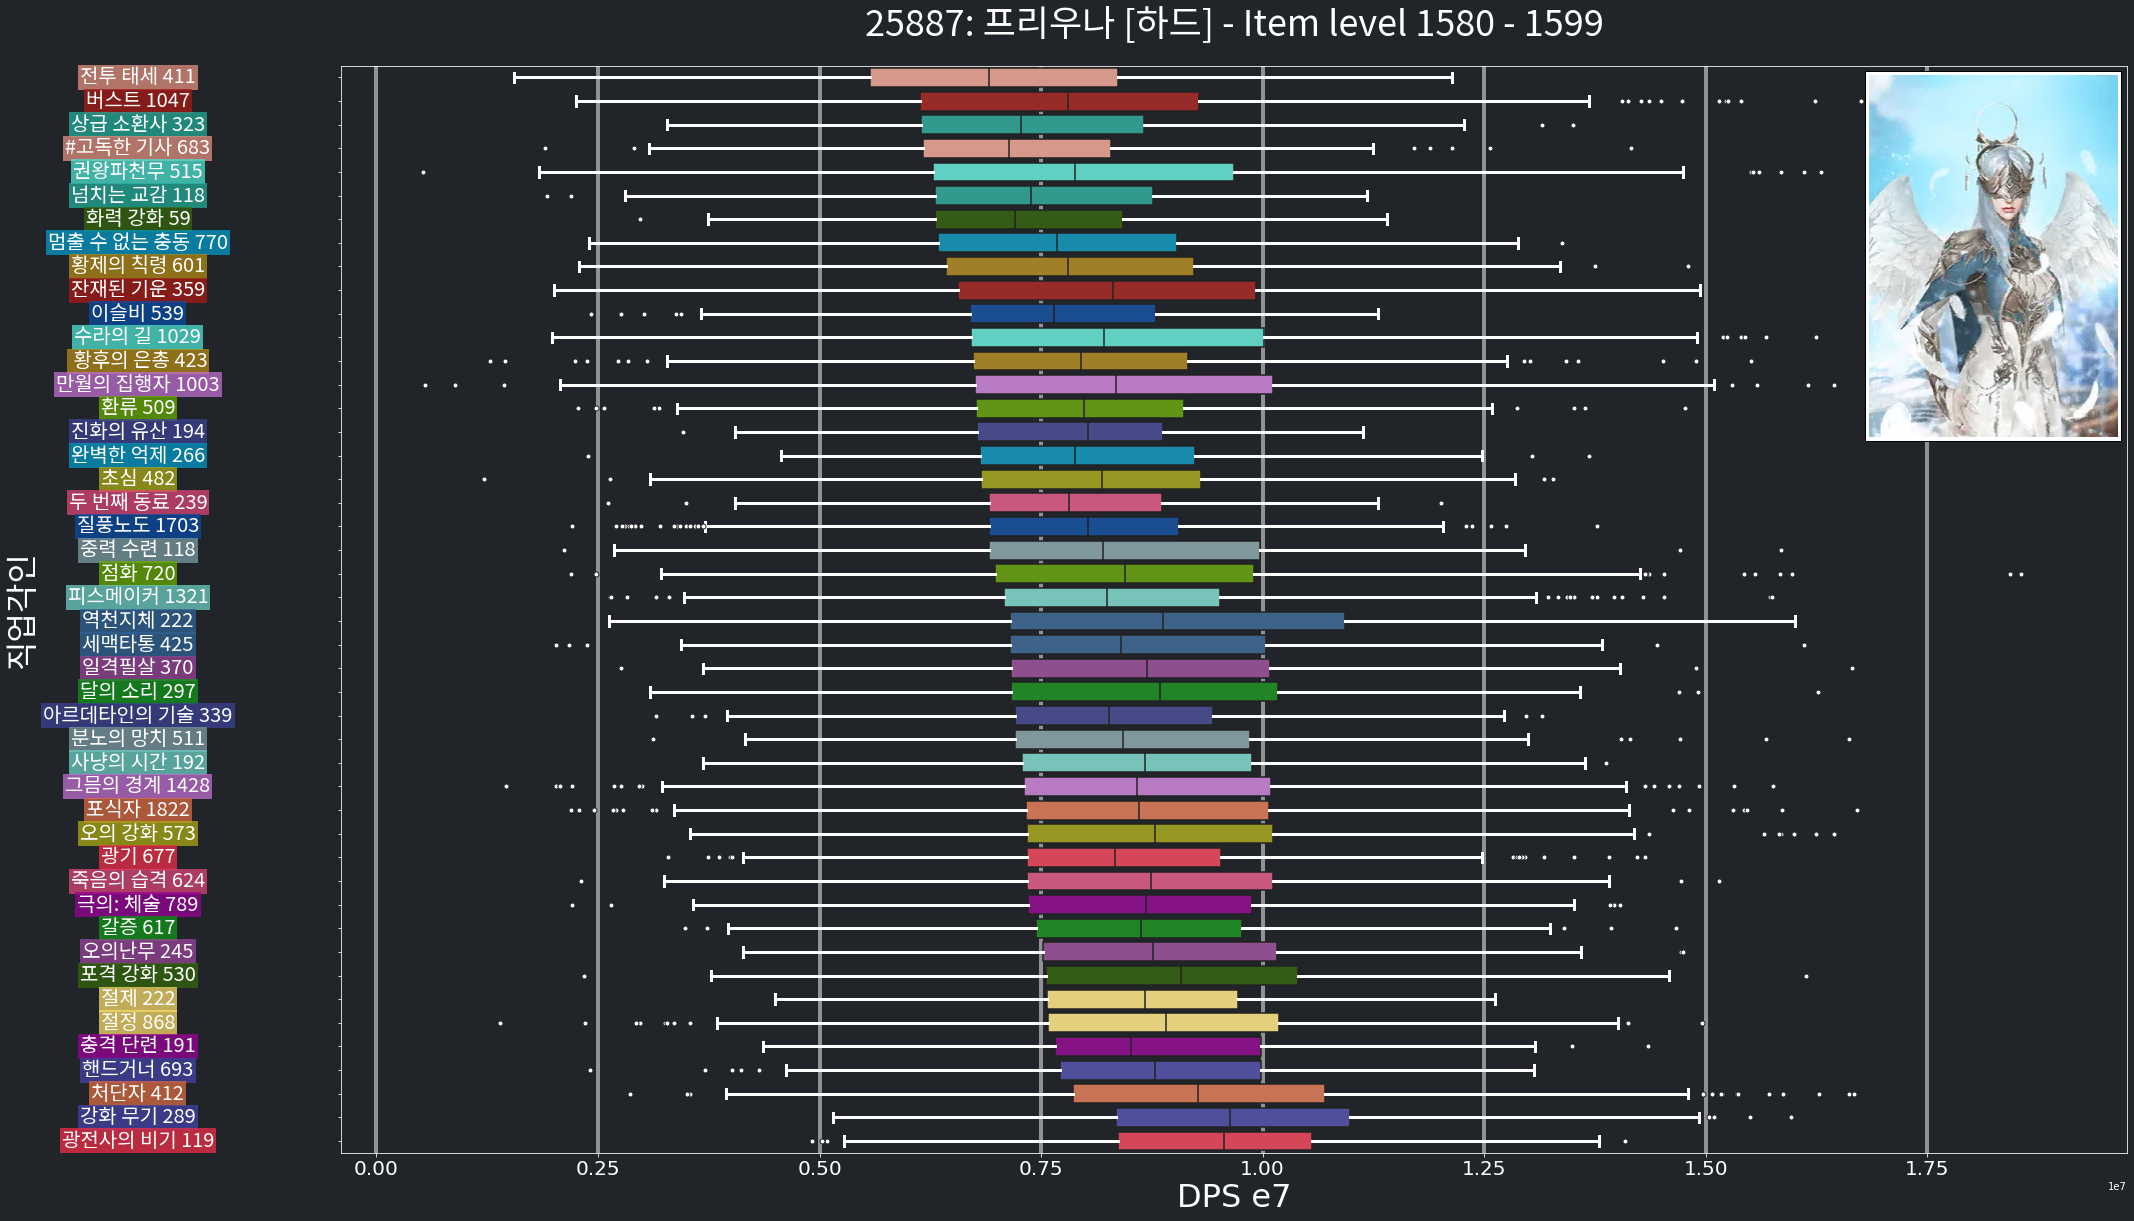 25887: 프리우나 [하드] - Item level 1580 - 1599
직업각인
전투 태세 411
버스트 1047
상급 소환사 323
#고독한 기사 683
권왕파천무 515
넘치는 교감 118
화력 강화 59
멈출 수 없는 충동 770
황제의 칙령 601
잔재된 기운 359
이슬비 539
수라의 길 1029
황후의 은총 423
만월의 집행자 1003
환류 509
진화의 유산 194
완벽한 억제 266
초심 482
두 번째 동료 239
질풍노도 1703
중력 수련 118
점화 720
피스메이커 1321
역천지체 222
세맥타통 425
일격필살 370
달의 소리 297
아르데타인의 기술 339
분노의 망치 511
사냥의 시간 192
그믐의 경계 1428
포식자 1822
오의 강화 573
광기 677
죽음의 습격 624
극의: 체술 789
갈증 617
오의난무 245
포격 강화 530
절제 222
절정 868
충격 단련 191
핸드거너 693
처단자 412
강화 무기 289
광전사의 비기 119
0.00 0.25 0.50 0.75 1.00 1.25 1.50 1.75
DPS e7
1e7